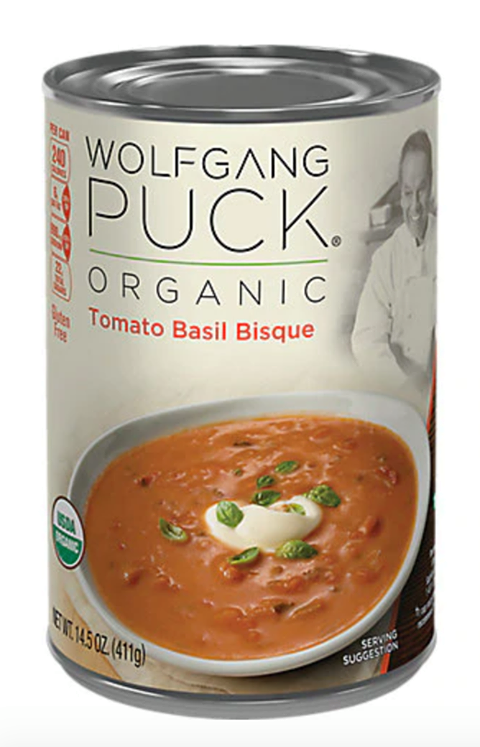 PER CAN
240
CALORIES
WOLFGANG
PUCK®
ORGANIC
Tomato Basil Bisque
Gluten
Free
USDA
ORGANIC
NET WT. 14.5 OZ. (411g)
SERVING
SUGGESTION